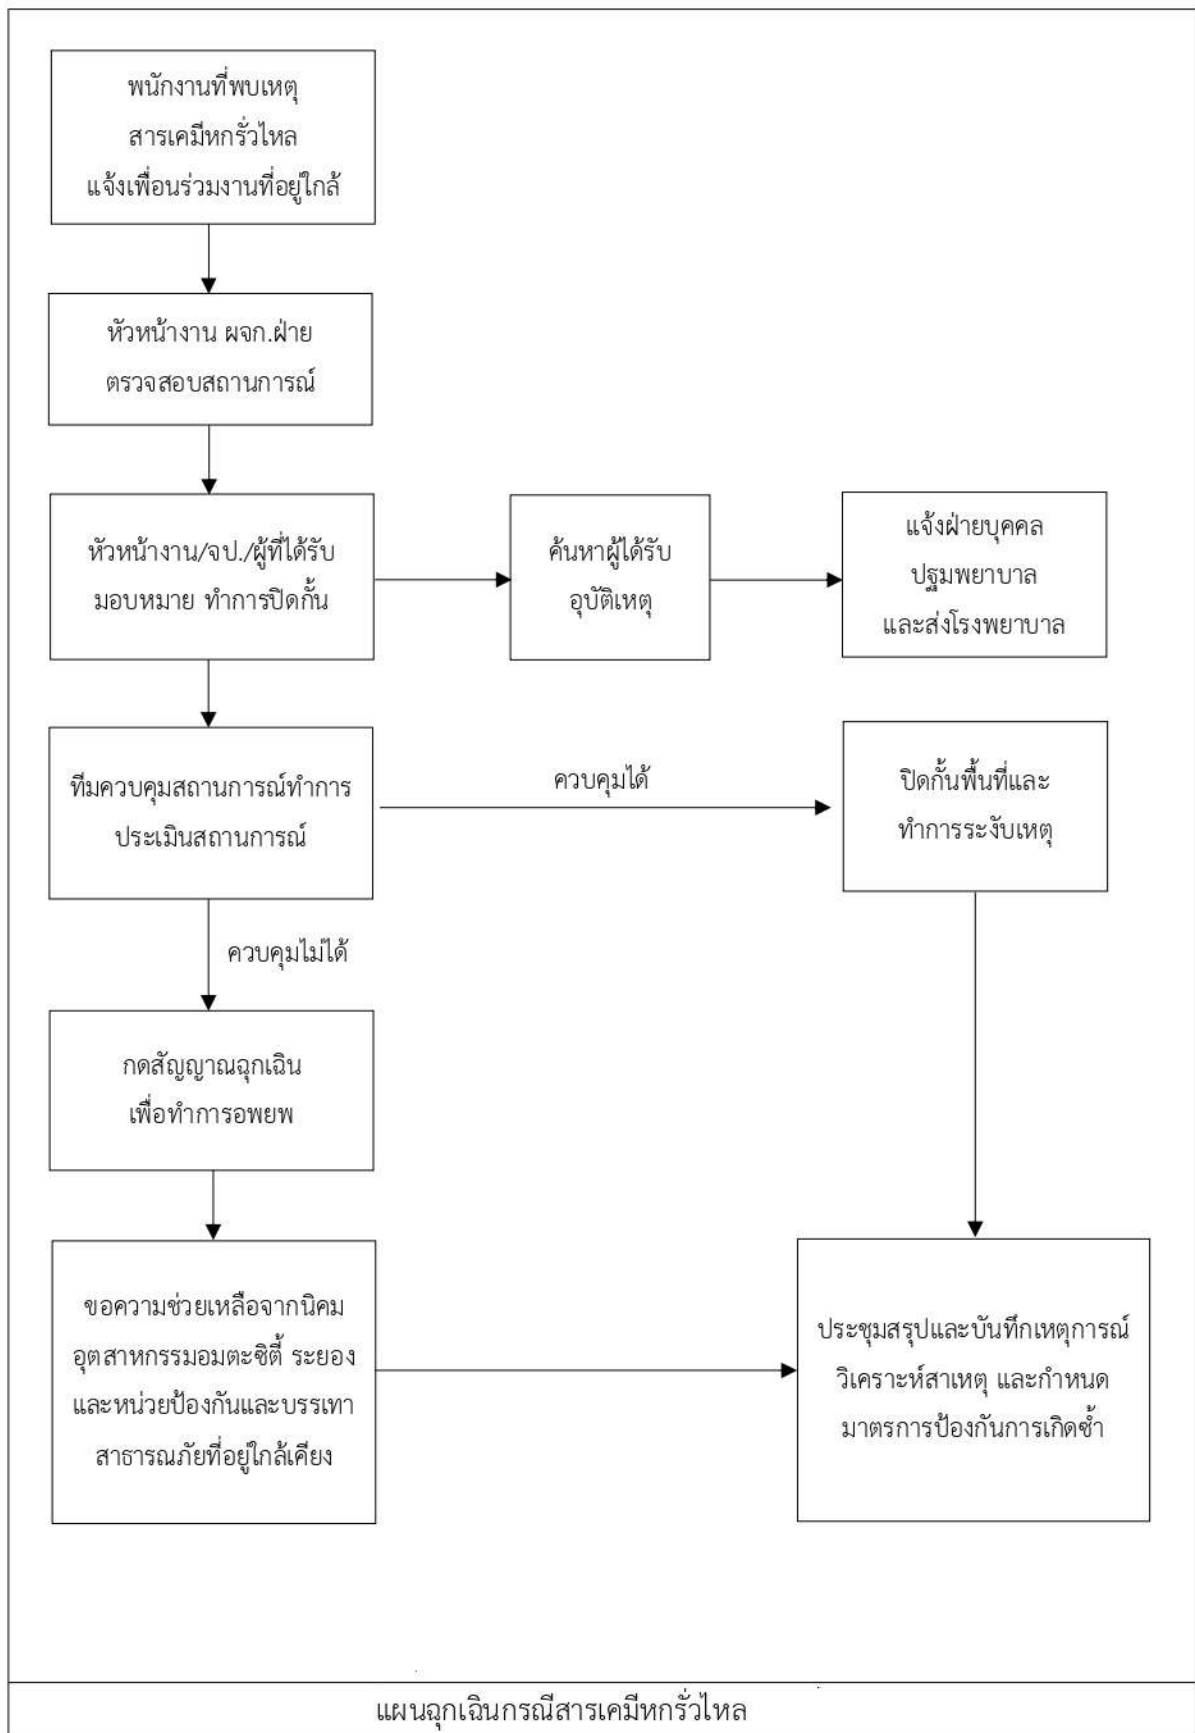 พนักงานที่พบเหตุ
สารเคมีหกรั่วไหล
แจ้งเพื่อนร่วมงานที่อยู่ใกล้
หัวหน้างาน ผจก.ฝ่าย
ตรวจสอบสถานการณ์
หัวหน้างาน/จป./ผู้ที่ได้รับ
มอบหมาย ทำการปิดกั้น
ค้นหาผู้ได้รับ
อุบัติเหตุ
แจ้งฝ่ายบุคคล
ปฐมพยาบาล
และส่งโรงพยาบาล
ทีมควบคุมสถานการณ์ทำการ
ประเมินสถานการณ์
ควบคุมได้
ปิดกั้นพื้นที่และ
ทำการระงับเหตุ
ควบคุมไม่ได้
กดสัญญาณฉุกเฉิน
เพื่อทำการอพยพ
ขอความช่วยเหลือจากนิคม
อุตสาหกรรมอมตะซิตี้ ระยอง
และหน่วยป้องกันและบรรเทา
สาธารณภัยที่อยู่ใกล้เคียง
ประชุมสรุปและบันทึกเหตุการณ์
วิเคราะห์สาเหตุ และกำหนด
มาตรการป้องกันการเกิดซ้ำ
แผนฉุกเฉินกรณีสารเคมีหกรั่วไหล